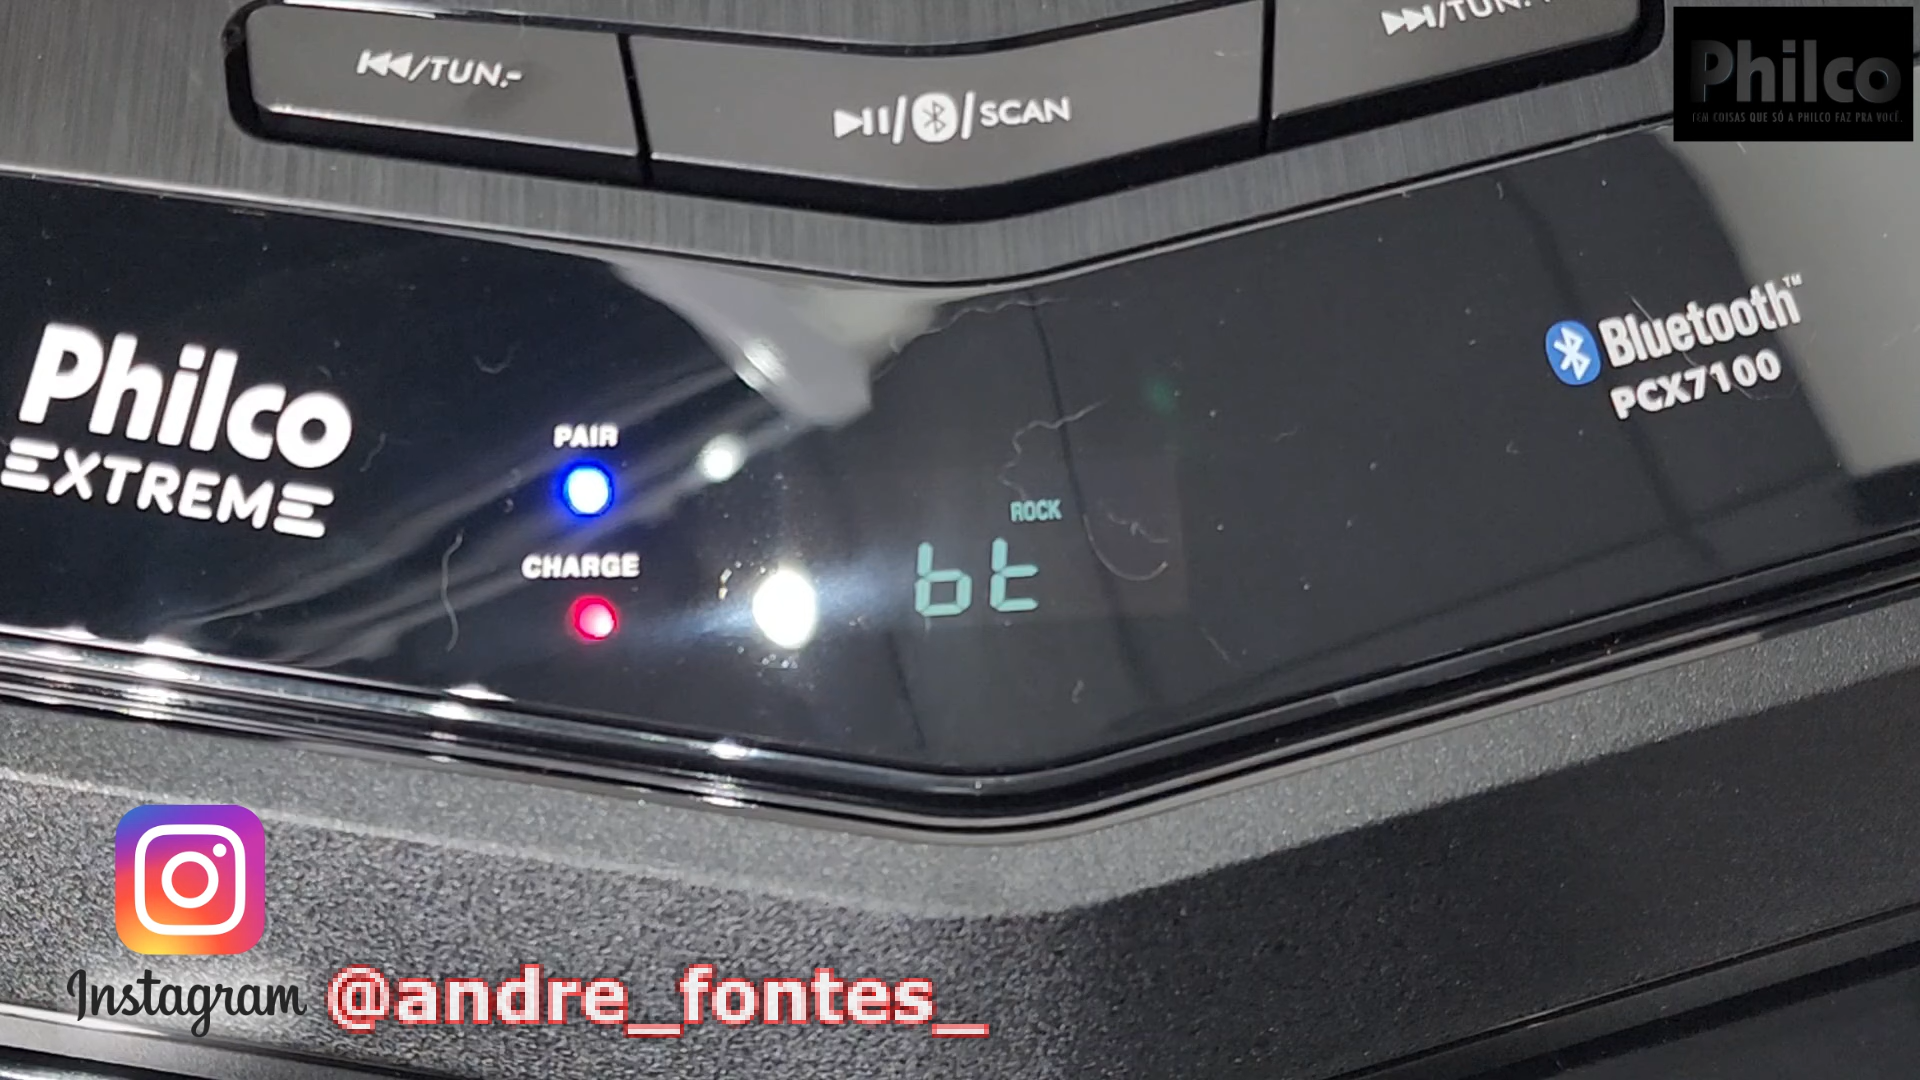 /TUN.-
/SCAN
/TUN.
Philco
TEM COISAS QUE SÓ A PHILCO FAZ PRA VOCÊ.
Bluetooth™
PCX7100
Philco
EXTREME
PAIR
CHARGE
ROCK
bt
Instagram @andre_fontes_